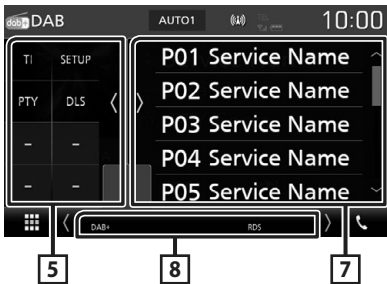 dab+ DAB AUTO1 10:00
TI SETUP
PTY DLS
- -
- -
P01 Service Name
P02 Service Name
P03 Service Name
P04 Service Name
P05 Service Name
DAB+ RDS
5 8 7